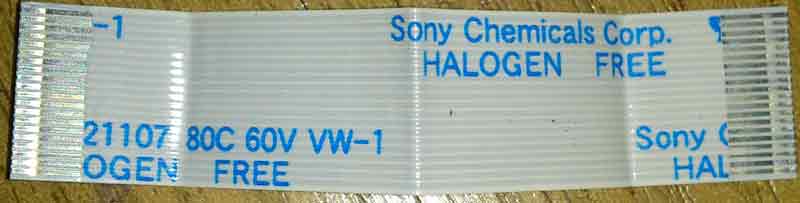 -1 Sony Chemicals Corp.
HALOGEN FREE
21107 80C 60V VW-1 Sony C
OGEN FREE HAL